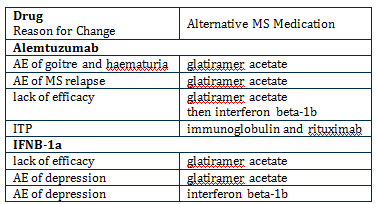 Drug
Reason for Change Alternative MS Medication
Alemtuzumab
AE of goitre and haematuria glatiramer acetate
AE of MS relapse glatiramer acetate
lack of efficacy glatiramer acetate
then interferon beta-1b
ITP immunoglobulin and rituximab
IFNB-1a
lack of efficacy glatiramer acetate
AE of depression glatiramer acetate
AE of depression interferon beta-1b